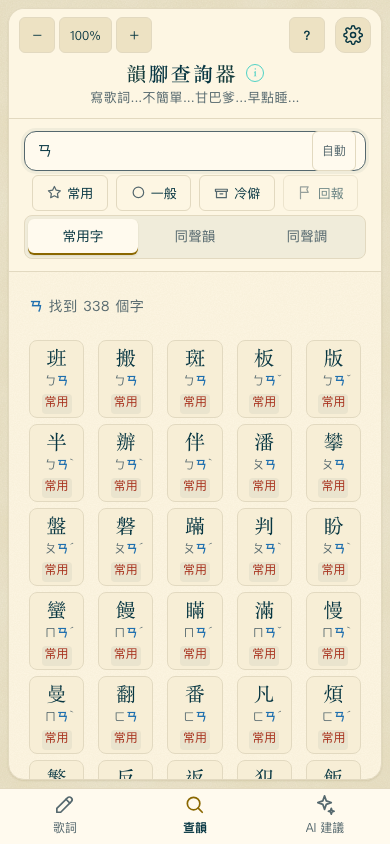 − 100% + ?
韻腳查詢器 i
寫歌詞...不簡單...甘巴爹...早點睡...
ㄢ 自動
常用 一般 冷僻 回報
常用字 同聲韻 同聲調
ㄢ 找到 338 個字
班 搬 斑 板 版
ㄅㄢ ㄅㄢ ㄅㄢ ㄅㄢˇ ㄅㄢˇ
常用 常用 常用 常用 常用
半 辦 伴 潘 攀
ㄅㄢˋ ㄅㄢˋ ㄅㄢˋ ㄆㄢ ㄆㄢ
常用 常用 常用 常用 常用
盤 磐 蹣 判 盼
ㄆㄢˊ ㄆㄢˊ ㄆㄢˊ ㄆㄢˋ ㄆㄢˋ
常用 常用 常用 常用 常用
蠻 饅 瞞 滿 慢
ㄇㄢˊ ㄇㄢˊ ㄇㄢˊ ㄇㄢˇ ㄇㄢˋ
常用 常用 常用 常用 常用
曼 翻 番 凡 煩
ㄇㄢˋ ㄈㄢ ㄈㄢ ㄈㄢˊ ㄈㄢˊ
常用 常用 常用 常用 常用
繁 反 返 犯 飯
歌詞 查韻 AI 建議